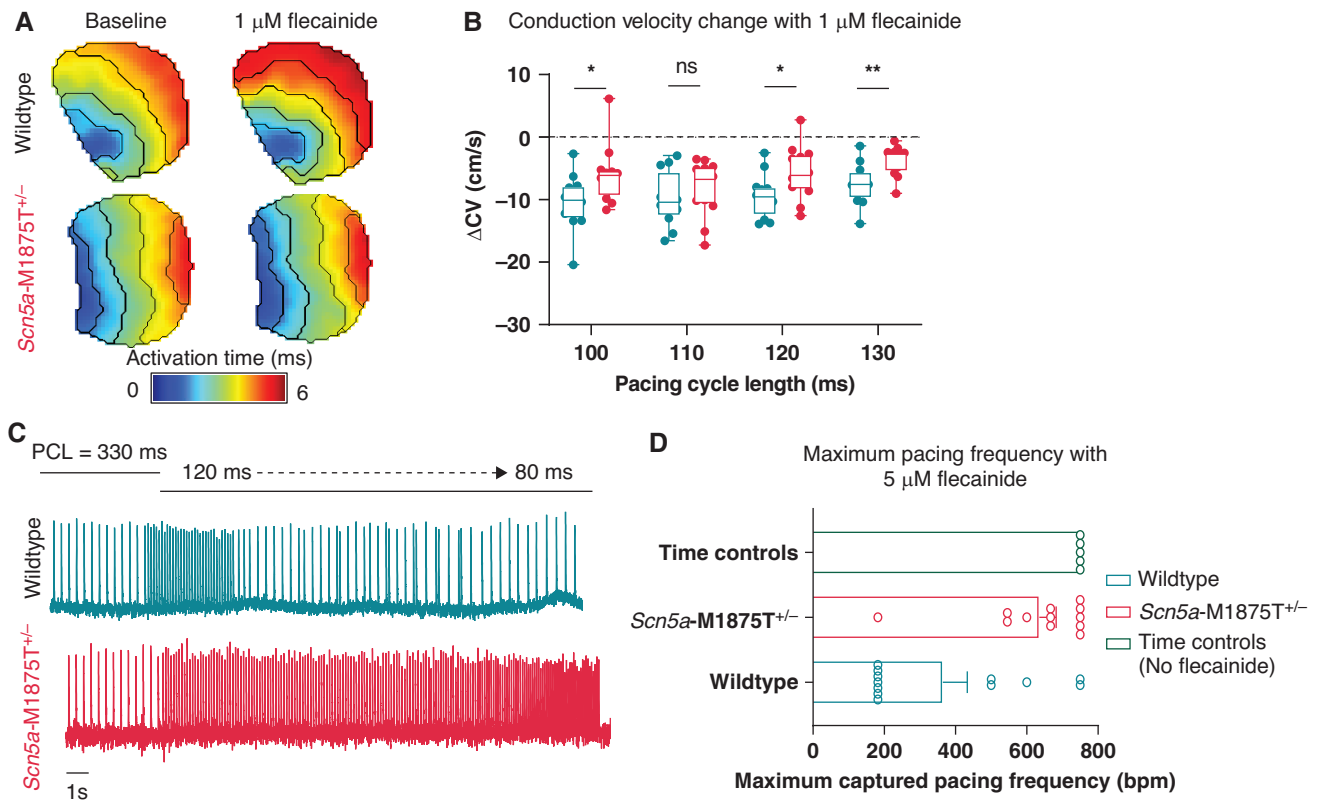 A
Baseline
1 μM flecainide
Wildtype
Scn5a-M1875T+/−
Activation time (ms)
0
6
B
Conduction velocity change with 1 μM flecainide
ΔCV (cm/s)
10
0
−10
−20
−30
*
ns
*
**
100
110
120
130
Pacing cycle length (ms)
C
PCL = 330 ms
120 ms
80 ms
Wildtype
Scn5a-M1875T+/−
1s
D
Maximum pacing frequency with
5 μM flecainide
Time controls
Scn5a-M1875T+/−
Wildtype
0
200
400
600
800
Maximum captured pacing frequency (bpm)
Wildtype
Scn5a-M1875T+/−
Time controls
(No flecainide)